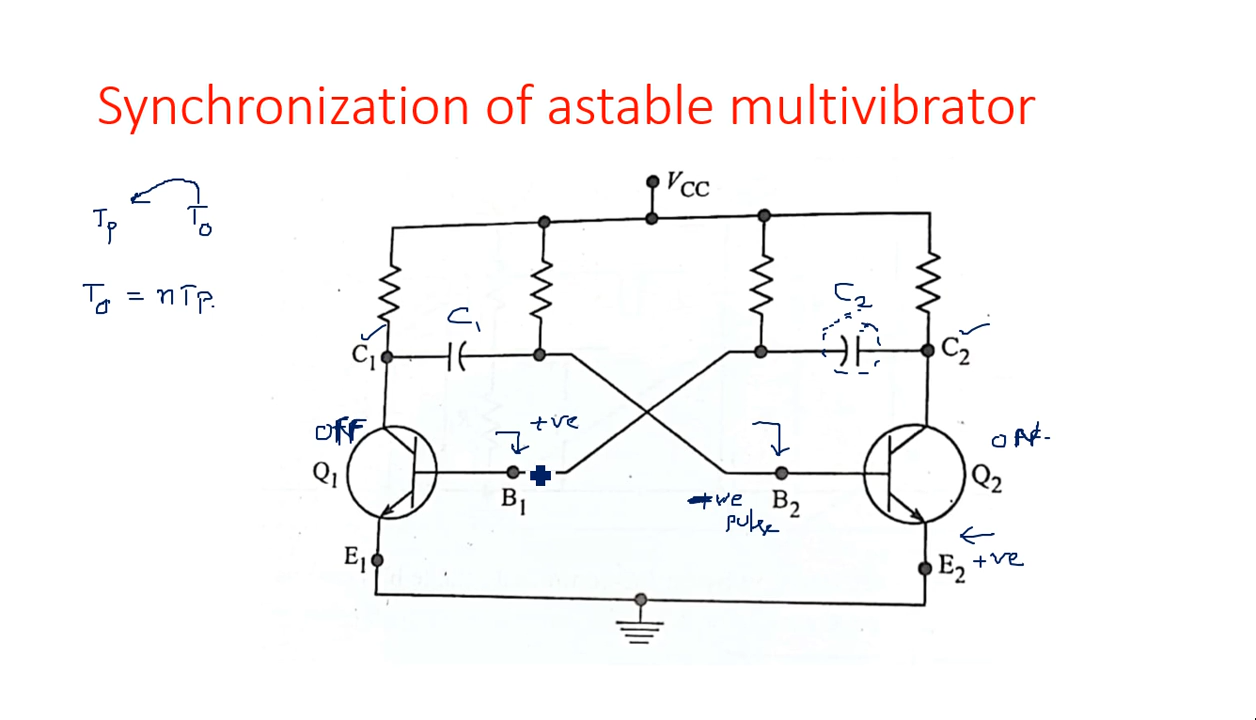 Synchronization of astable multivibrator
VCC
Tp To
To = nTp.
C1
C2
C1
C2
off
+ve
on
Q1
B1
+ve
pulse
B2
Q2
E1
E2 +ve